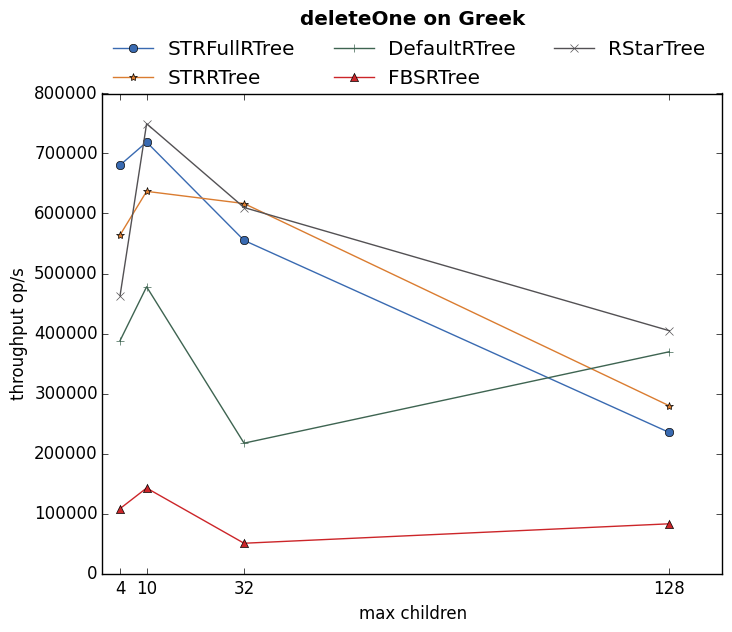 deleteOne on Greek
STRFullRTree DefaultRTree RStarTree
STRRTree FBSRTree
800000
700000
600000
500000
400000
300000
200000
100000
0
throughput op/s
4 10 32 128
max children